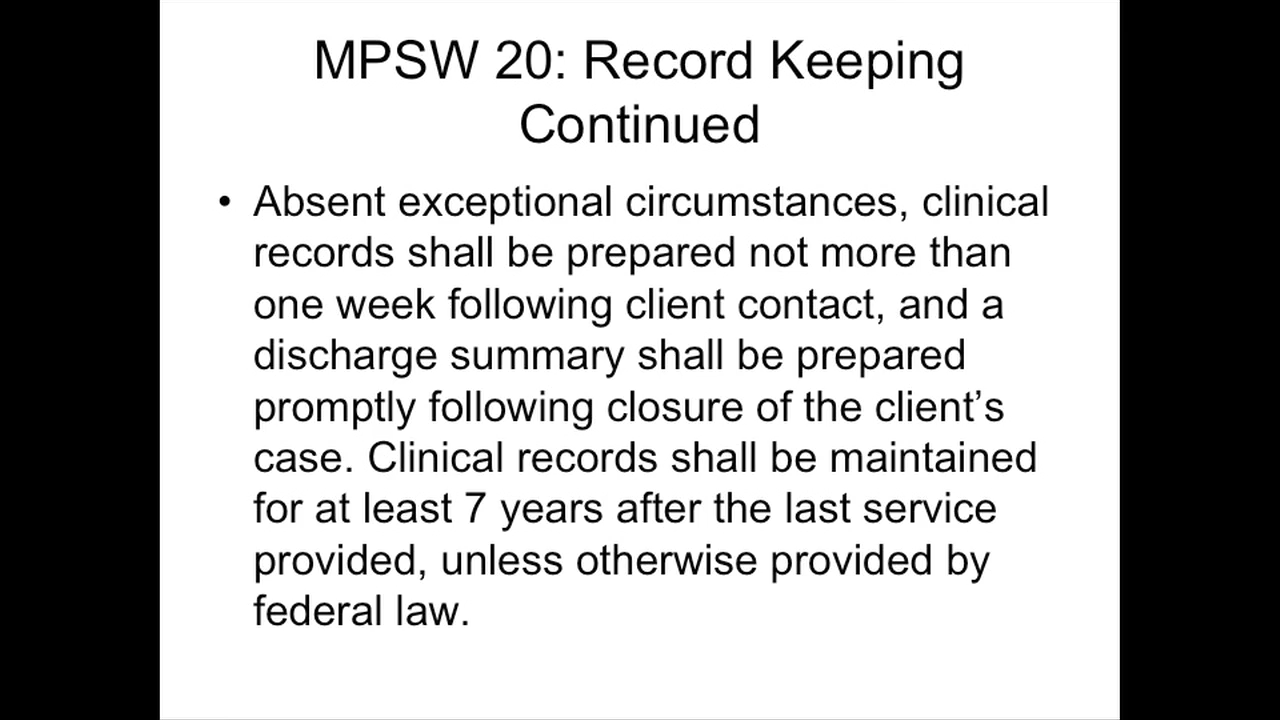 MPSW 20: Record Keeping
Continued
• Absent exceptional circumstances, clinical
records shall be prepared not more than
one week following client contact, and a
discharge summary shall be prepared
promptly following closure of the client’s
case. Clinical records shall be maintained
for at least 7 years after the last service
provided, unless otherwise provided by
federal law.